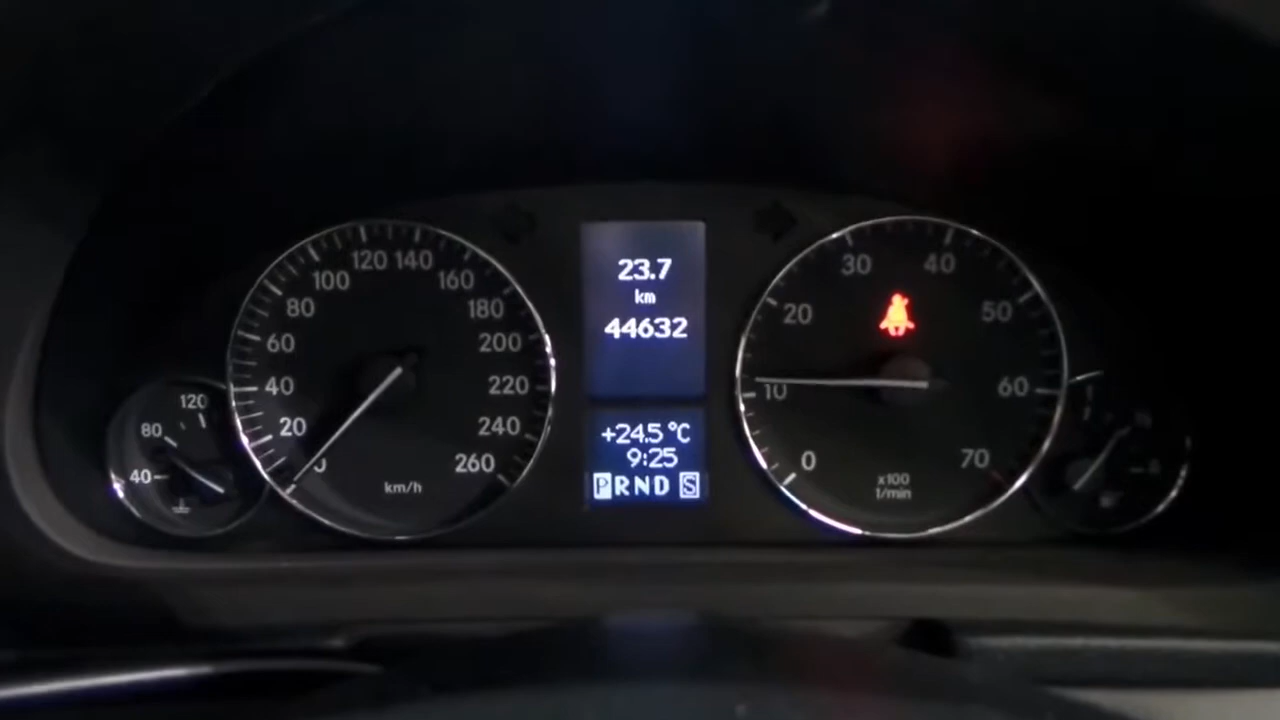 120 140
100 160
80 180
60 200
40 220
20 240
0 260
km/h
120
80
40
23.7
km
44632
+24.5 °C
9:25
PRND S
30 40
20 50
10 60
0 70
x100
1/min